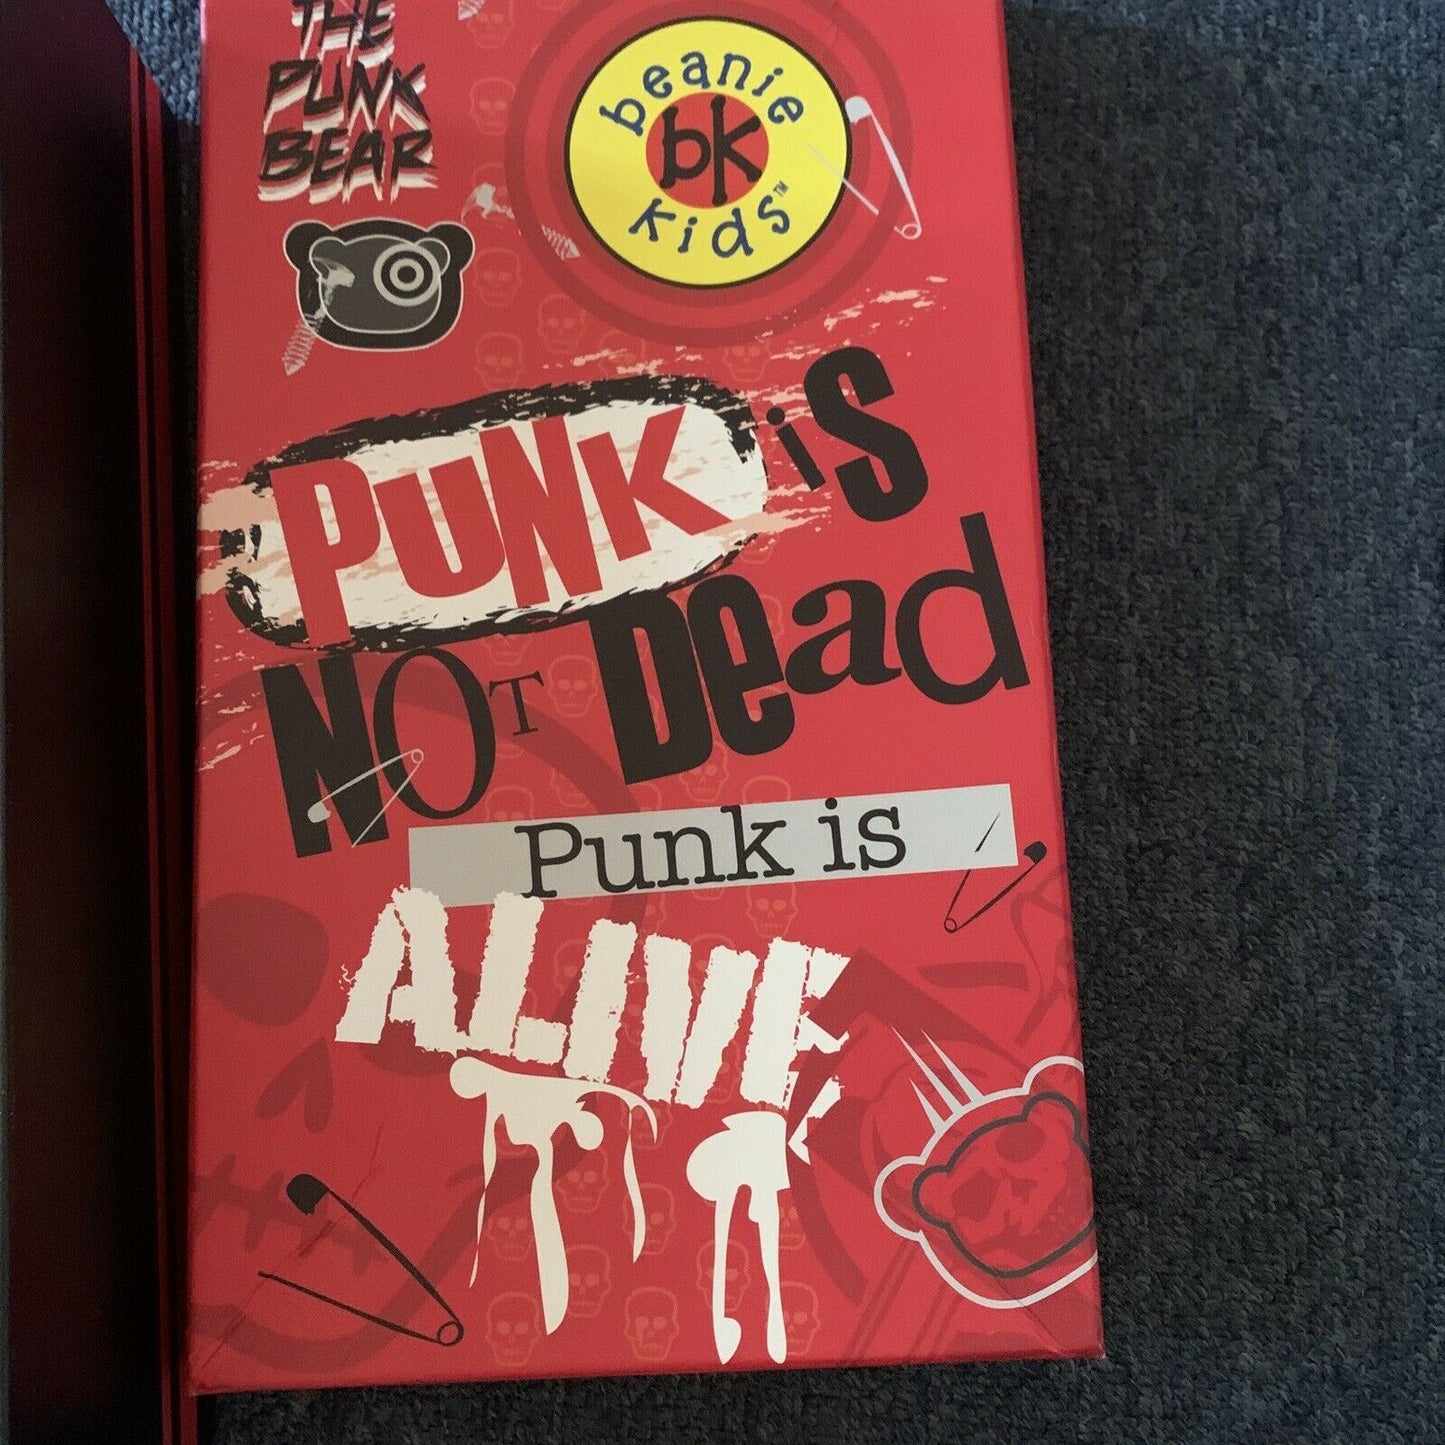 THE
PUNK
BEAR
beanie
bk
kids™
PUNK is
NOT Dead
Punk is
ALIVE